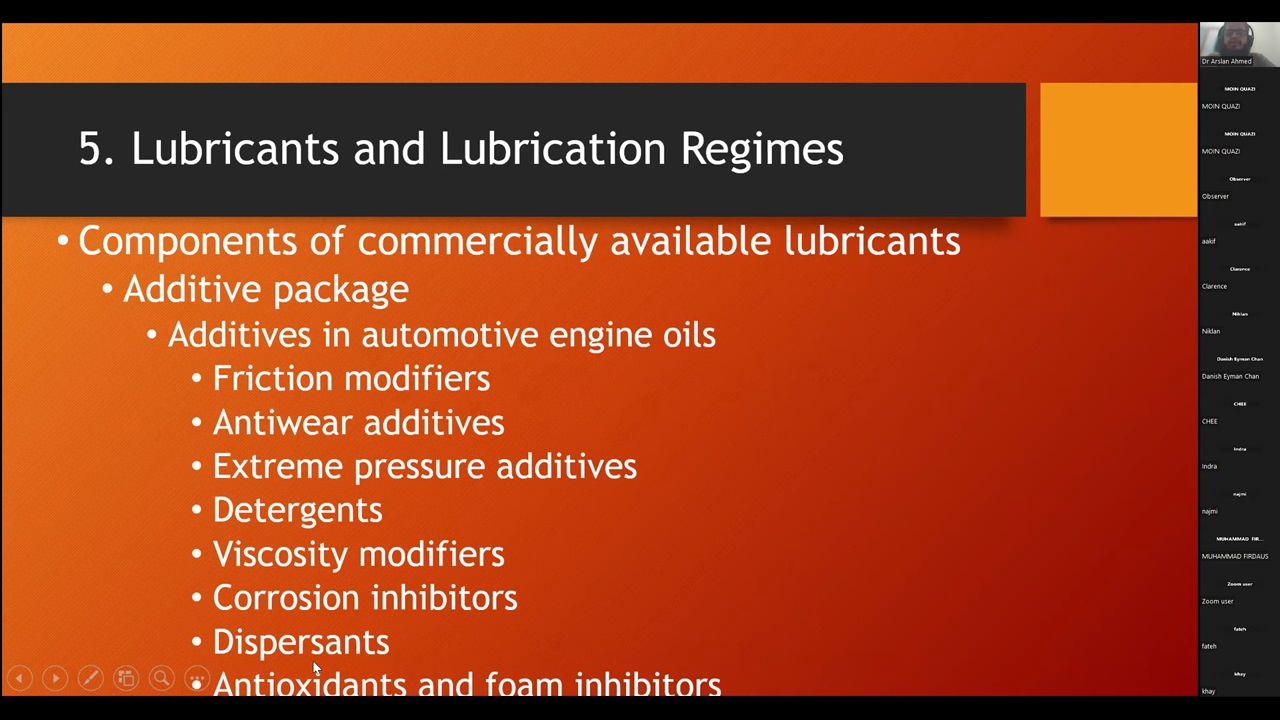 5. Lubricants and Lubrication Regimes
• Components of commercially available lubricants
• Additive package
• Additives in automotive engine oils
• Friction modifiers
• Antiwear additives
• Extreme pressure additives
• Detergents
• Viscosity modifiers
• Corrosion inhibitors
• Dispersants
• Antioxidants and foam inhibitors
Dr Arslan Ahmed
MOIN QUAZI
MOIN QUAZI
MOIN QUAZI
MOIN QUAZI
Observer
Observer
aakif
aakif
Clarence
Clarence
Niklan
Niklan
Danish Eyman Chan
Danish Eyman Chan
CHEE
CHEE
Indra
Indra
najmi
najmi
MUHAMMAD FIR...
MUHAMMAD FIRDAUS
Zoom user
Zoom user
fateh
fateh
khay
khay